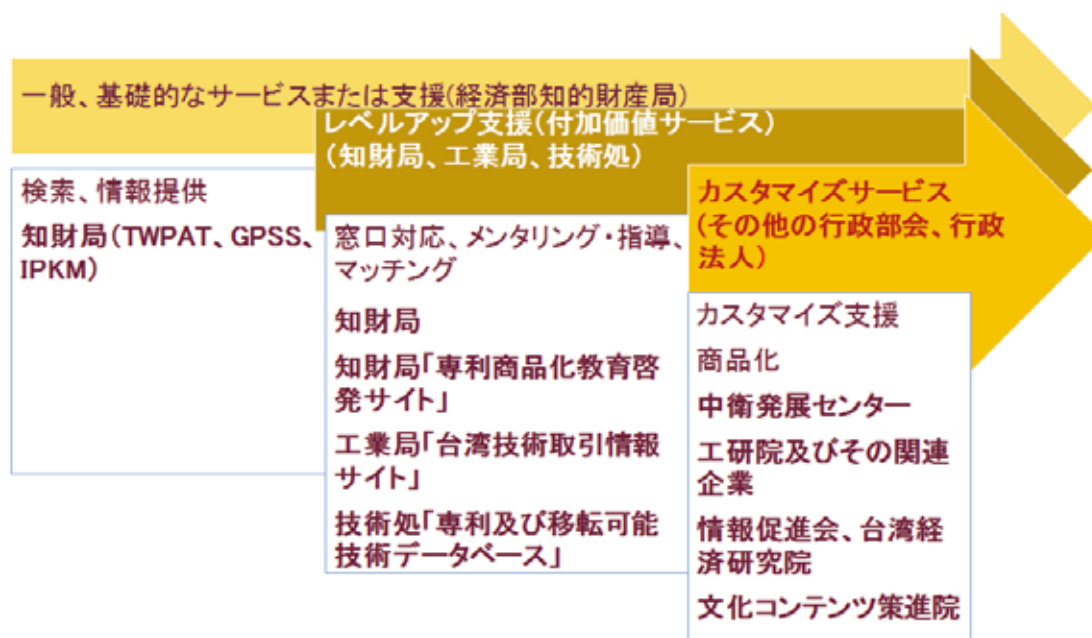 一般、基礎的なサービスまたは支援(経済部知的財産局)
レベルアップ支援(付加価値サービス)
(知財局、工業局、技術処)
カスタマイズサービス
(その他の行政部会、行政
法人)
検索、情報提供
知財局(TWPAT、GPSS、
IPKM)
窓口対応、メンタリング・指導、
マッチング
知財局
知財局「専利商品化教育啓
発サイト」
工業局「台湾技術取引情報
サイト」
技術処「専利及び移転可能
技術データベース」
カスタマイズ支援
商品化
中衛発展センター
工研院及びその関連
企業
情報促進会、台湾経
済研究院
文化コンテンツ策進院